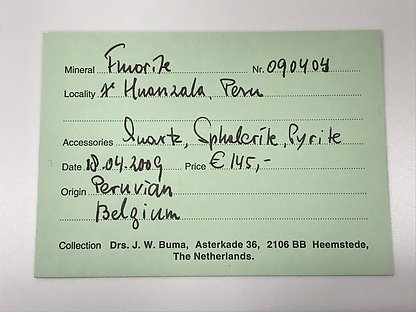 Mineral Fluorite Nr. 090404
Locality * Huanzala, Peru
Accessories Quartz, Sphalerite, Pyrite
Date 18.04.2009 Price € 145,-
Origin Peruvian
Belgium
Collection Drs. J. W. Buma, Asterkade 36, 2106 BB Heemstede,
The Netherlands.